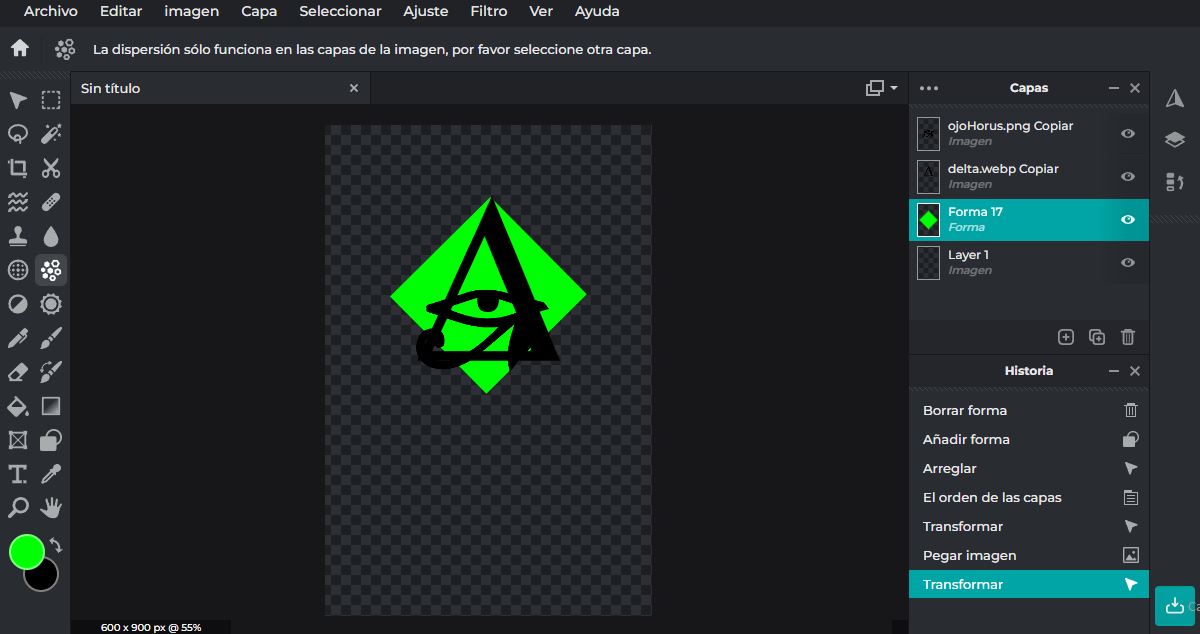 Archivo Editar imagen Capa Seleccionar Ajuste Filtro Ver Ayuda
La dispersión sólo funciona en las capas de la imagen, por favor seleccione otra capa.
Sin título
Capas
ojoHorus.png Copiar
Imagen
delta.webp Copiar
Imagen
Forma 17
Forma
Layer 1
Imagen
Historia
Borrar forma
Añadir forma
Arreglar
El orden de las capas
Transformar
Pegar imagen
Transformar
600 x 900 px @ 55%